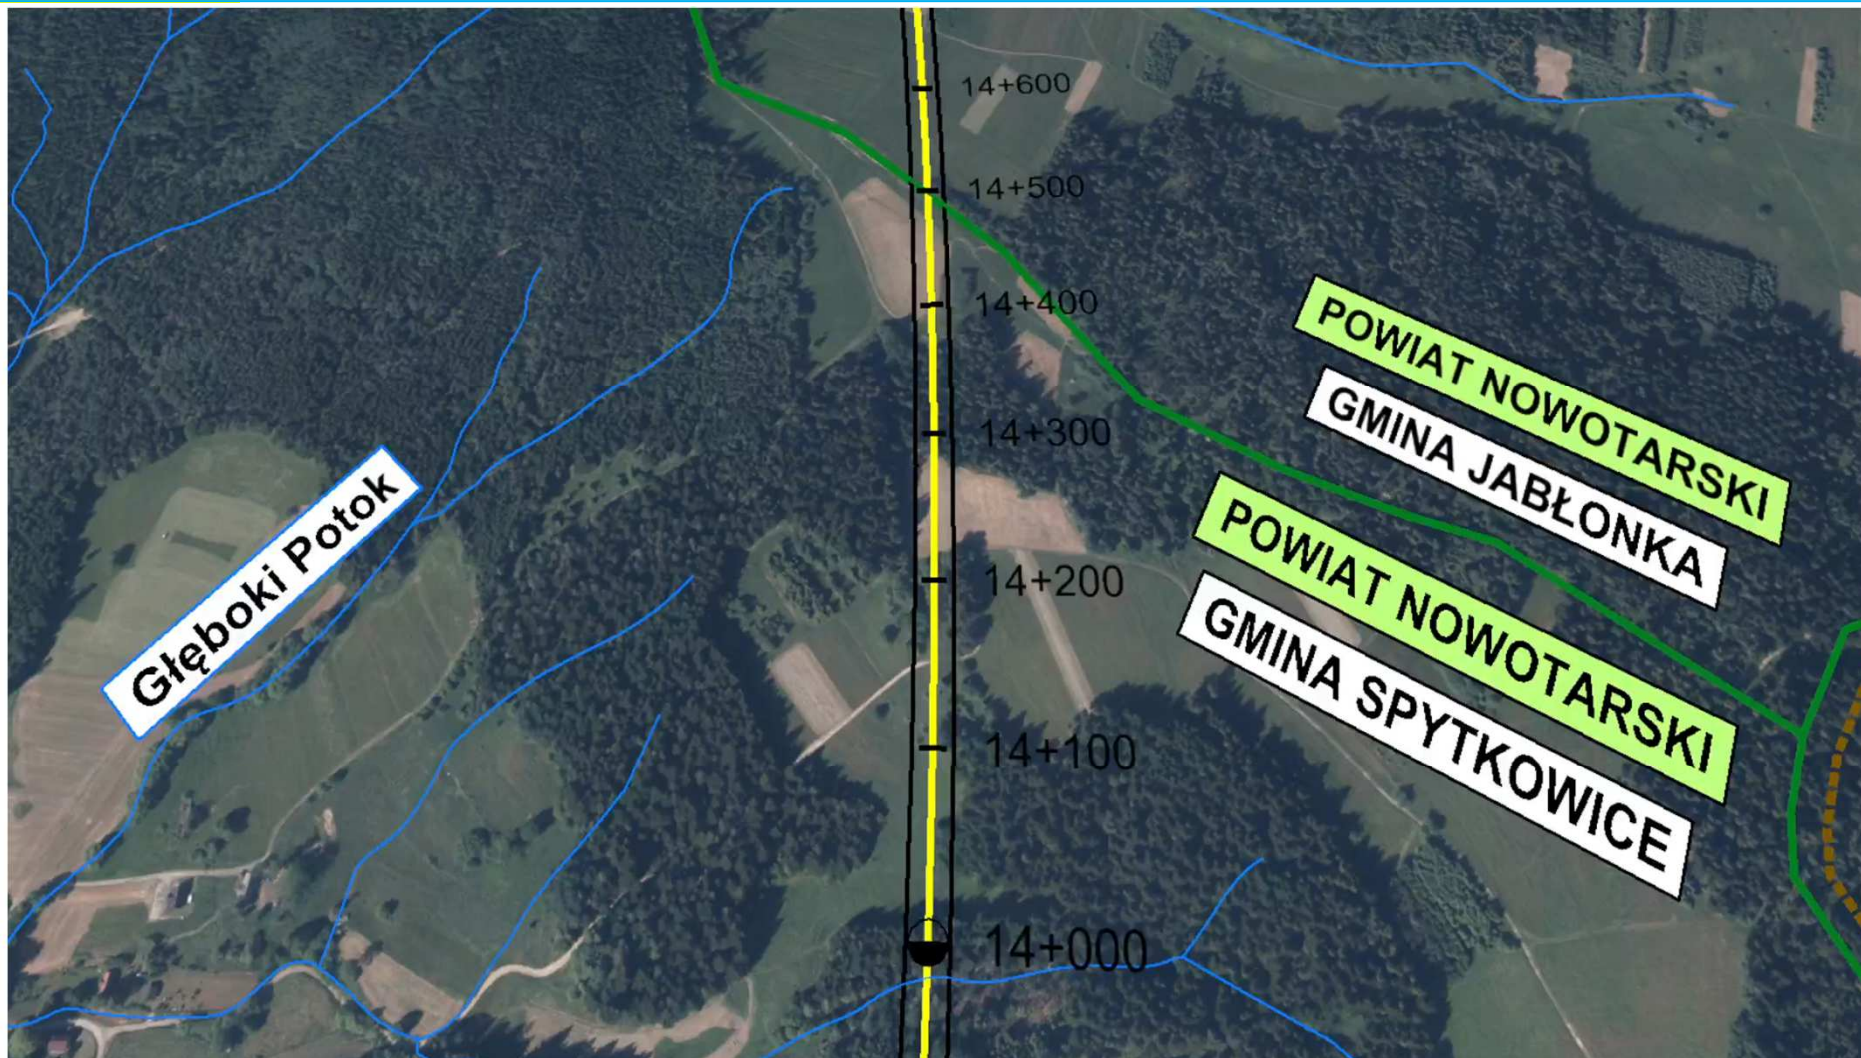 14+600
14+500
14+400
14+300
14+200
14+100
14+000
Głęboki Potok
POWIAT NOWOTARSKI
GMINA JABŁONKA
POWIAT NOWOTARSKI
GMINA SPYTKOWICE